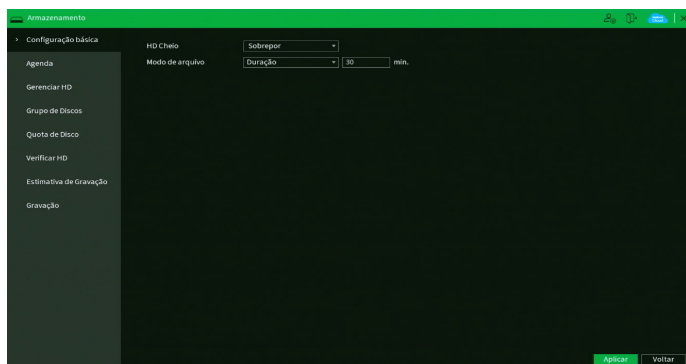 Armazenamento
Configuração básica
Agenda
Gerenciar HD
Grupo de Discos
Quota de Disco
Verificar HD
Estimativa de Gravação
Gravação
HD Cheio Sobrepor
Modo de arquivo Duração 30 min.
Aplicar Voltar